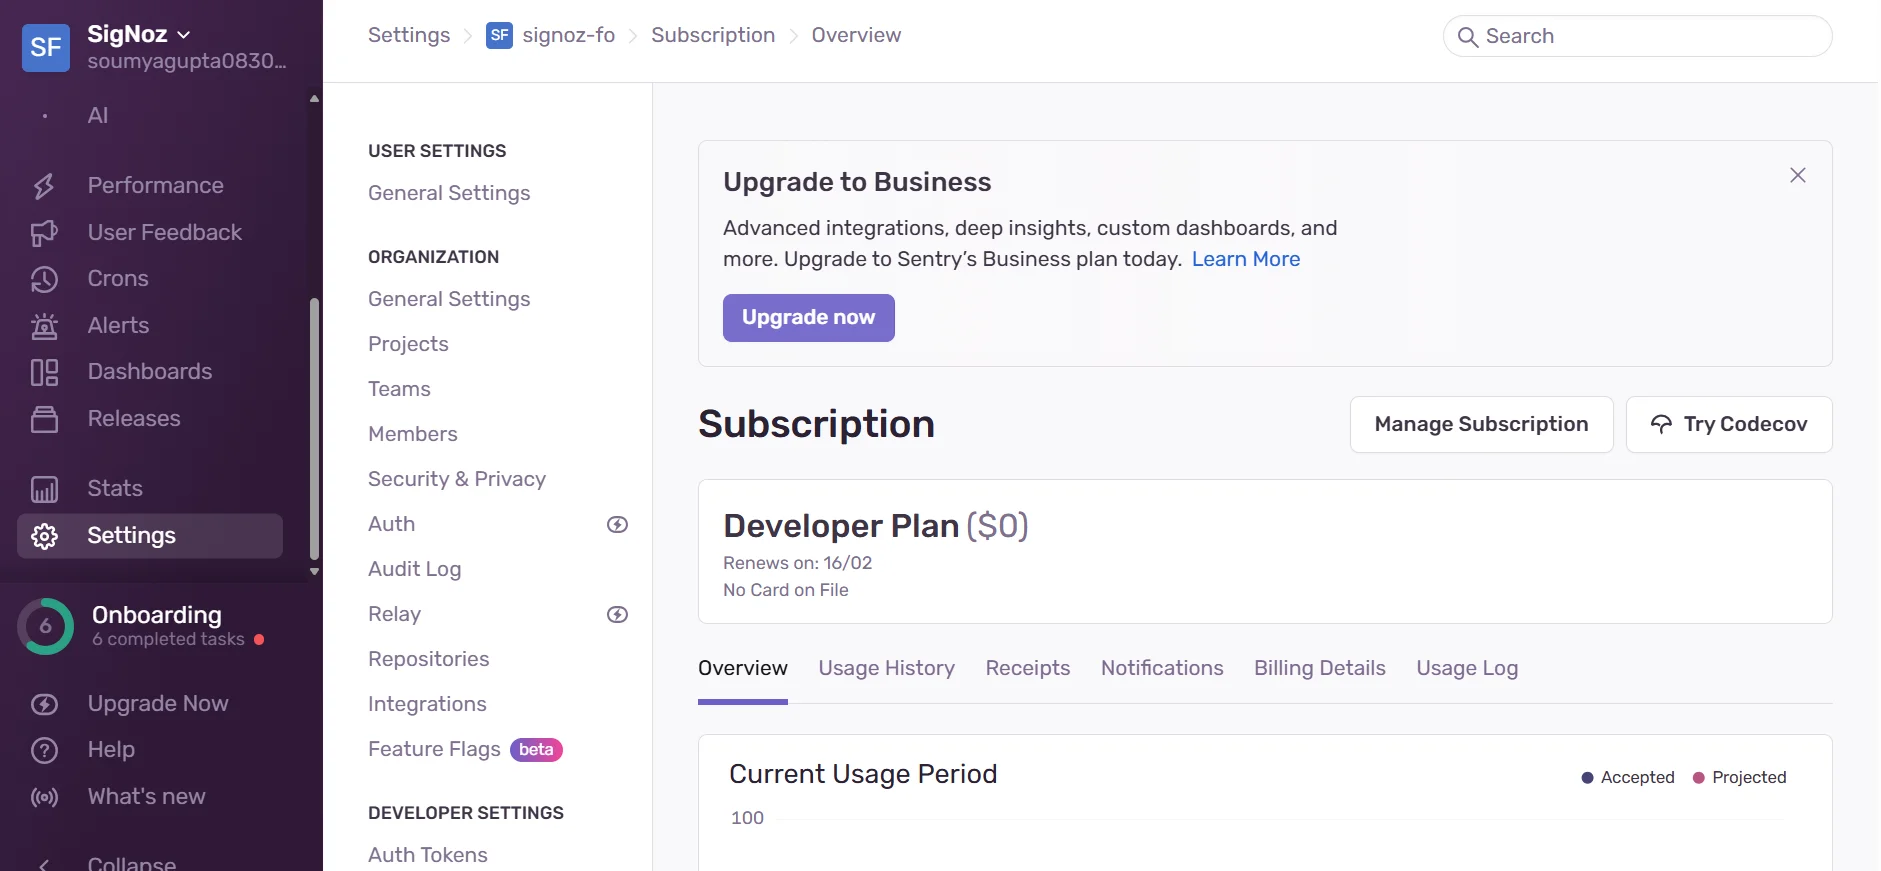 SF
SigNoz
soumyagupta0830...
AI
Performance
User Feedback
Crons
Alerts
Dashboards
Releases
Stats
Settings
6
Onboarding
6 completed tasks
Upgrade Now
Help
What's new
Collapse
Settings
SF signoz-fo
Subscription
Overview
Search
USER SETTINGS
General Settings
ORGANIZATION
General Settings
Projects
Teams
Members
Security & Privacy
Auth
Audit Log
Relay
Repositories
Integrations
Feature Flags beta
DEVELOPER SETTINGS
Auth Tokens
Upgrade to Business
Advanced integrations, deep insights, custom dashboards, and
more. Upgrade to Sentry’s Business plan today. Learn More
Upgrade now
Subscription
Manage Subscription
Try Codecov
Developer Plan ($0)
Renews on: 16/02
No Card on File
Overview
Usage History
Receipts
Notifications
Billing Details
Usage Log
Current Usage Period
Accepted
Projected
100